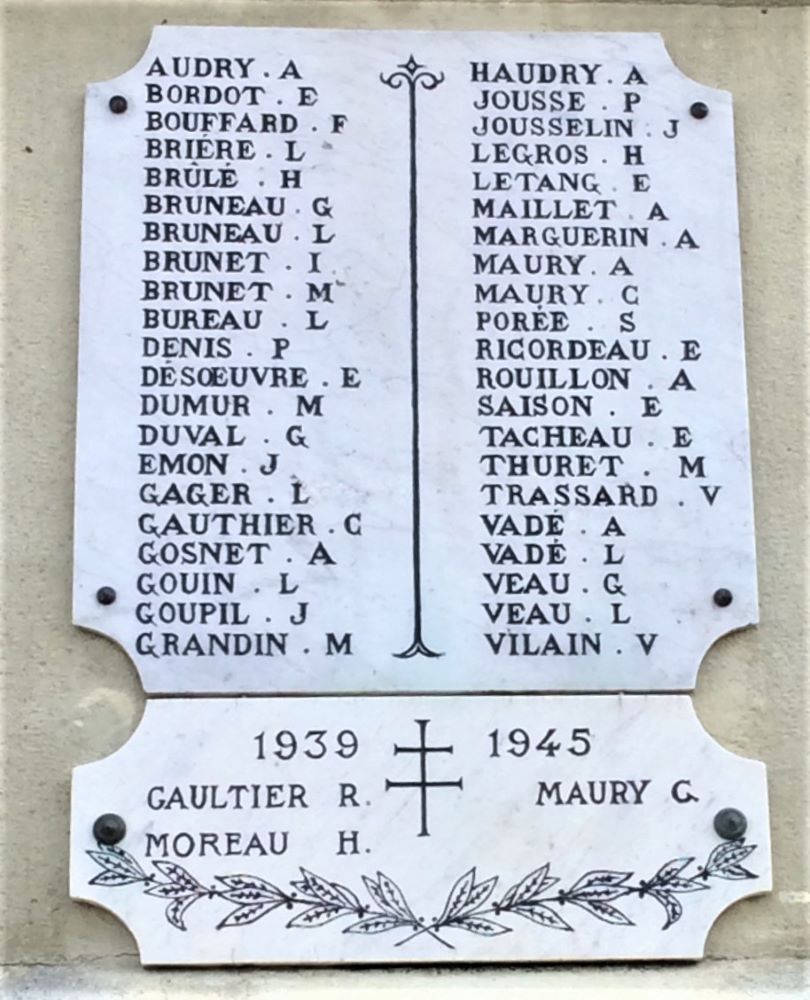 AUDRY . A
BORDOT . E
BOUFFARD . F
BRIÈRE . L
BRÛLÉ . H
BRUNEAU . G
BRUNEAU . L
BRUNET . I
BRUNET . M
BUREAU . L
DENIS . P
DÉSŒUVRE . E
DUMUR . M
DUVAL . G
EMON . J
GAGER . L
GAUTHIER . C
GOSNET . A
GOUIN . L
GOUPIL . J
GRANDIN . M
HAUDRY . A
JOUSSE . P
JOUSSELIN . J
LEGROS . H
LETANG . E
MAILLET . A
MARGUERIN . A
MAURY . A
MAURY . C
PORÉE . S
RICORDEAU . E
ROUILLON . A
SAISON . E
TACHEAU . E
THURET . M
TRASSARD . V
VADÉ . A
VADÉ . L
VEAU . G
VEAU . L
VILAIN . V
1939 1945
GAULTIER R.
MOREAU H.
MAURY G.